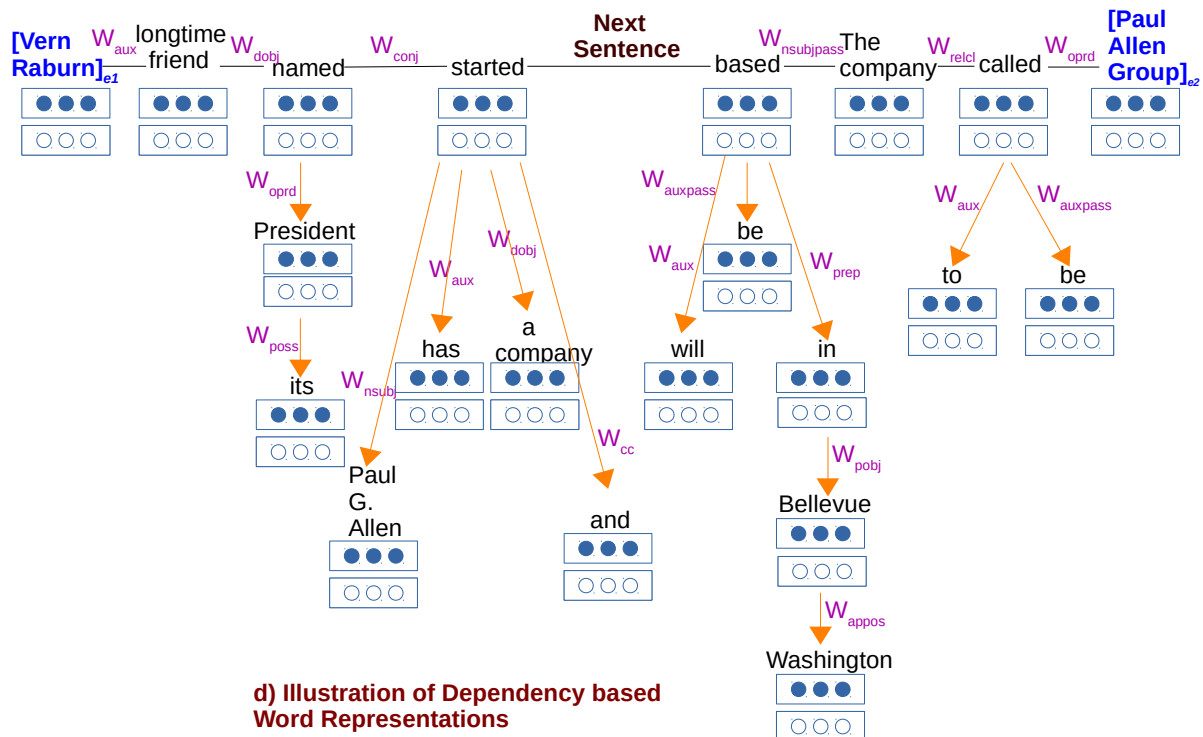 Next
Sentence
[Vern
Raburn]e1
Waux
longtime
friend
Wdobj
named
Wconj
started
based
Wnsubjpass
The
company
Wrelcl
called
Woprd
[Paul
Allen
Group]e2
Woprd
President
Wposs
its
Wnsubj
Paul
G.
Allen
Waux
has
Wdobj
a
company
Wcc
and
Wauxpass
be
Waux
will
Wprep
in
Wpobj
Bellevue
Wappos
Washington
Waux
to
Wauxpass
be
d) Illustration of Dependency based
Word Representations